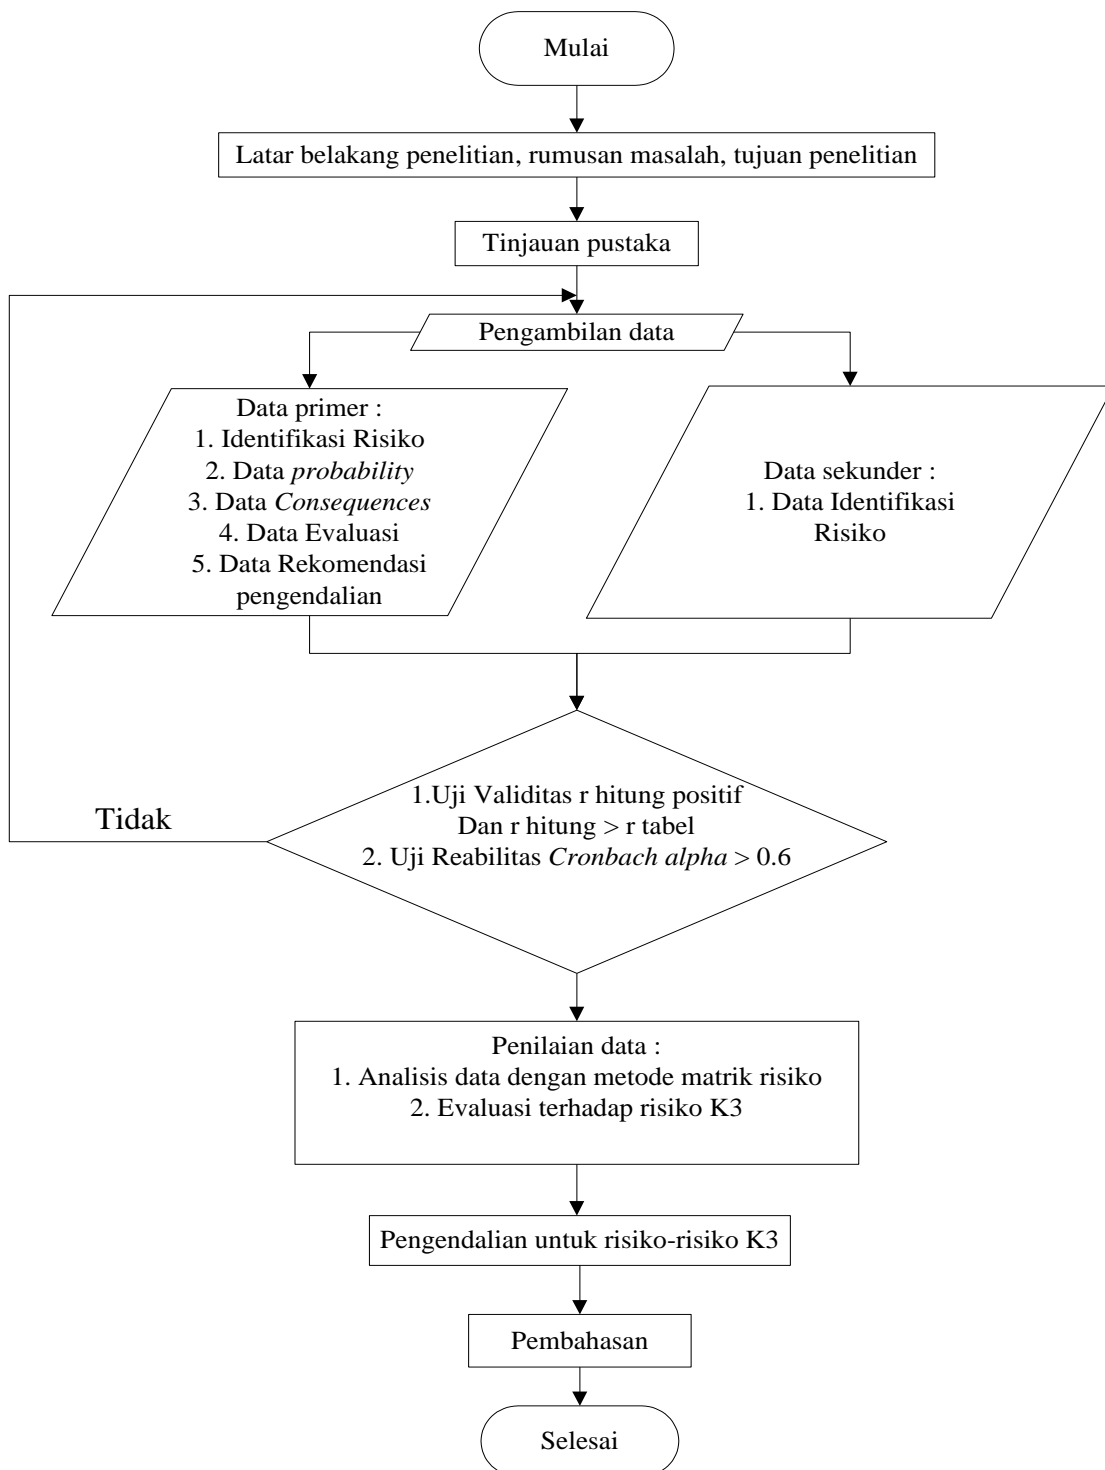 Mulai
Latar belakang penelitian, rumusan masalah, tujuan penelitian
Tinjauan pustaka
Pengambilan data
Data primer :
1. Identifikasi Risiko
2. Data probability
3. Data Consequences
4. Data Evaluasi
5. Data Rekomendasi
pengendalian
Data sekunder :
1. Data Identifikasi
Risiko
Tidak
1.Uji Validitas r hitung positif
Dan r hitung > r tabel
2. Uji Reabilitas Cronbach alpha > 0.6
Penilaian data :
1. Analisis data dengan metode matrik risiko
2. Evaluasi terhadap risiko K3
Pengendalian untuk risiko-risiko K3
Pembahasan
Selesai